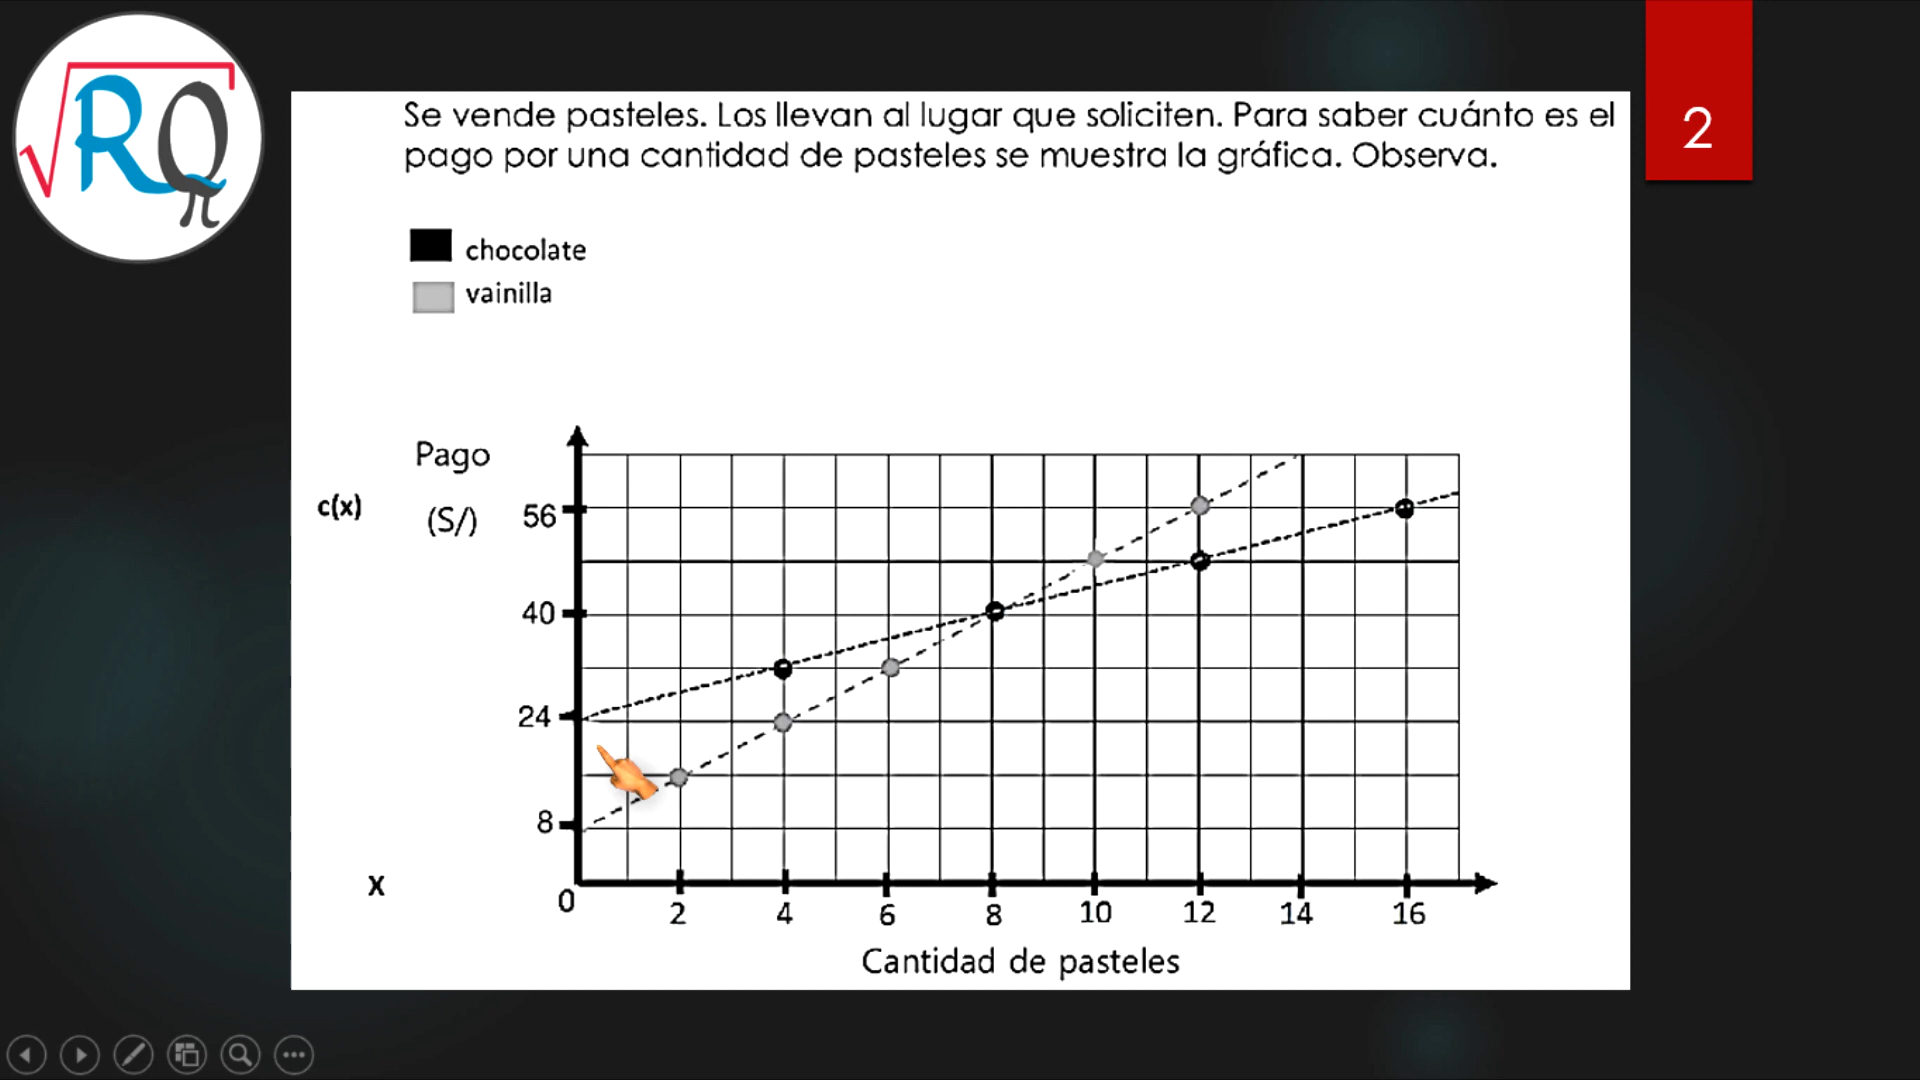 RQ
π
2
Se vende pasteles. Los llevan al lugar que soliciten. Para saber cuánto es el
pago por una cantidad de pasteles se muestra la gráfica. Observa.
chocolate
vainilla
Pago
c(x)
(S/)
56
40
24
8
X
0
2 4 6 8 10 12 14 16
Cantidad de pasteles